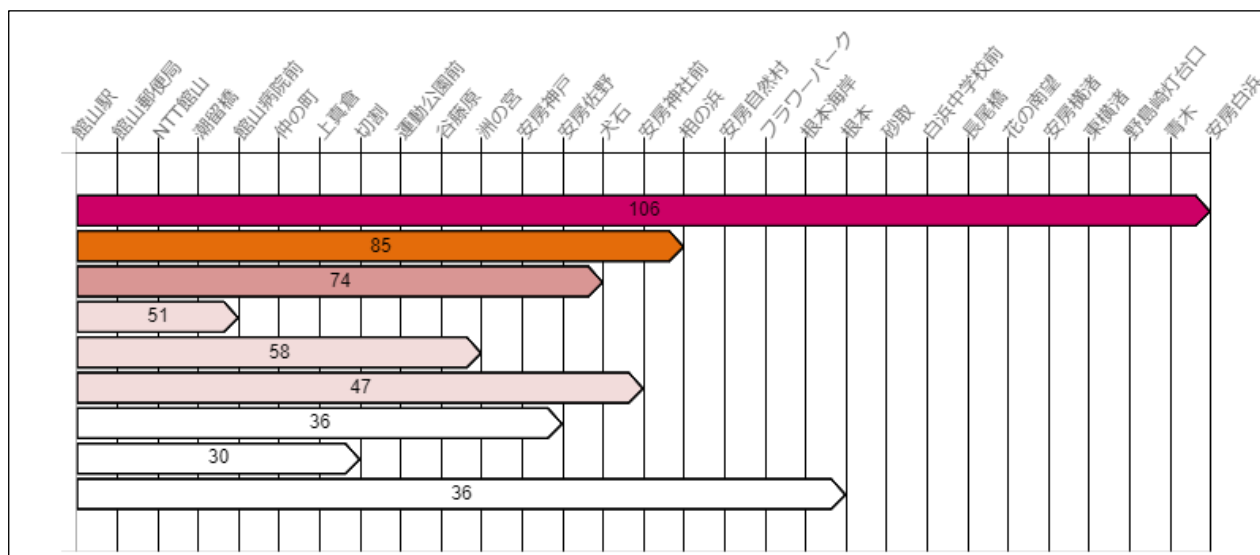 館山駅
館山郵便局
NTT館山
潮留橋
館山病院前
仲の町
上真倉
切割
運動公園前
谷藤原
洲の宮
安房神戸
安房佐野
犬石
安房神社前
相の浜
安房自然村
フラワーパーク
根本海岸
根本
砂取
白浜中学校前
長尾橋
花の南望
安房横渚
東横渚
野島崎灯台口
青木
安房白浜
106
85
74
51
58
47
36
30
36